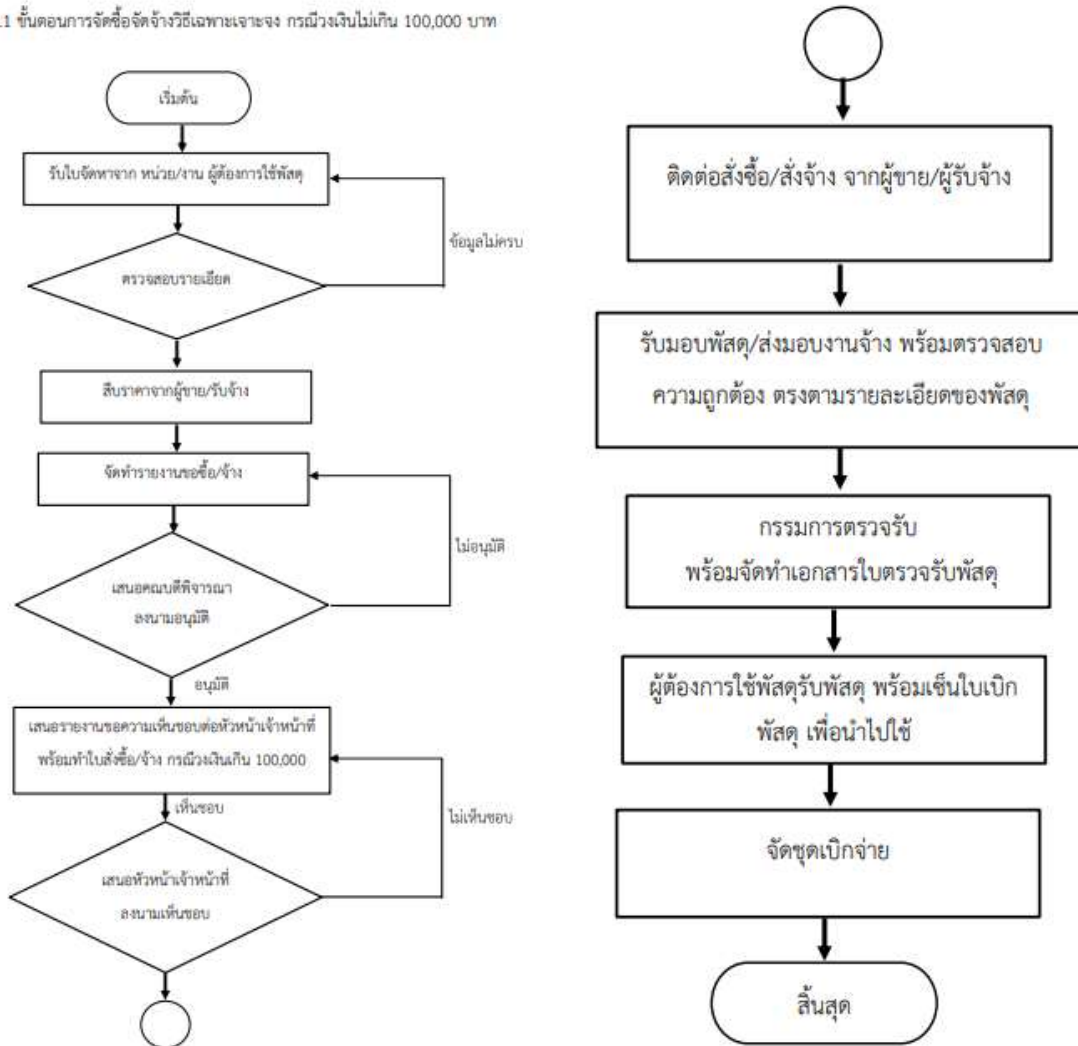 .1 ขั้นตอนการจัดซื้อจัดจ้างวิธีเฉพาะเจาะจง กรณีวงเงินไม่เกิน 100,000 บาท
เริ่มต้น
รับใบจัดหาจาก หน่วย/งาน ผู้ต้องการใช้พัสดุ
ข้อมูลไม่ครบ
ตรวจสอบรายเอียด
สืบราคาจากผู้ขาย/รับจ้าง
จัดทำรายงานขอซื้อ/จ้าง
ไม่อนุมัติ
เสนอคณบดีพิจารณา
ลงนามอนุมัติ
อนุมัติ
เสนอรายงานขอความเห็นชอบต่อหัวหน้าเจ้าหน้าที่
พร้อมทำใบสั่งซื้อ/จ้าง กรณีวงเงินเกิน 100,000
เห็นชอบ
ไม่เห็นชอบ
เสนอหัวหน้าเจ้าหน้าที่
ลงนามเห็นชอบ
ติดต่อสั่งซื้อ/สั่งจ้าง จากผู้ขาย/ผู้รับจ้าง
รับมอบพัสดุ/ส่งมอบงานจ้าง พร้อมตรวจสอบ
ความถูกต้อง ตรงตามรายละเอียดของพัสดุ
กรรมการตรวจรับ
พร้อมจัดทำเอกสารใบตรวจรับพัสดุ
ผู้ต้องการใช้พัสดุรับพัสดุ พร้อมเซ็นใบเบิก
พัสดุ เพื่อนำไปใช้
จัดชุดเบิกจ่าย
สิ้นสุด